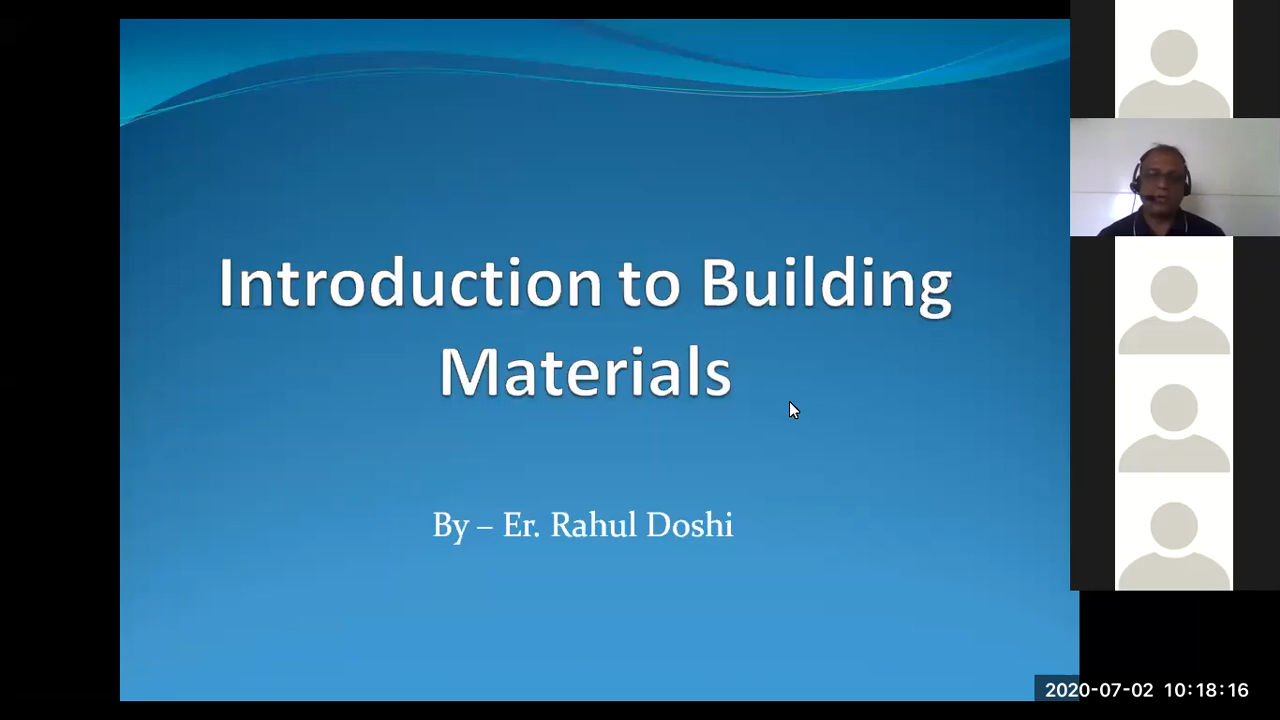 Introduction to Building
Materials
By – Er. Rahul Doshi
2020-07-02 10:18:16